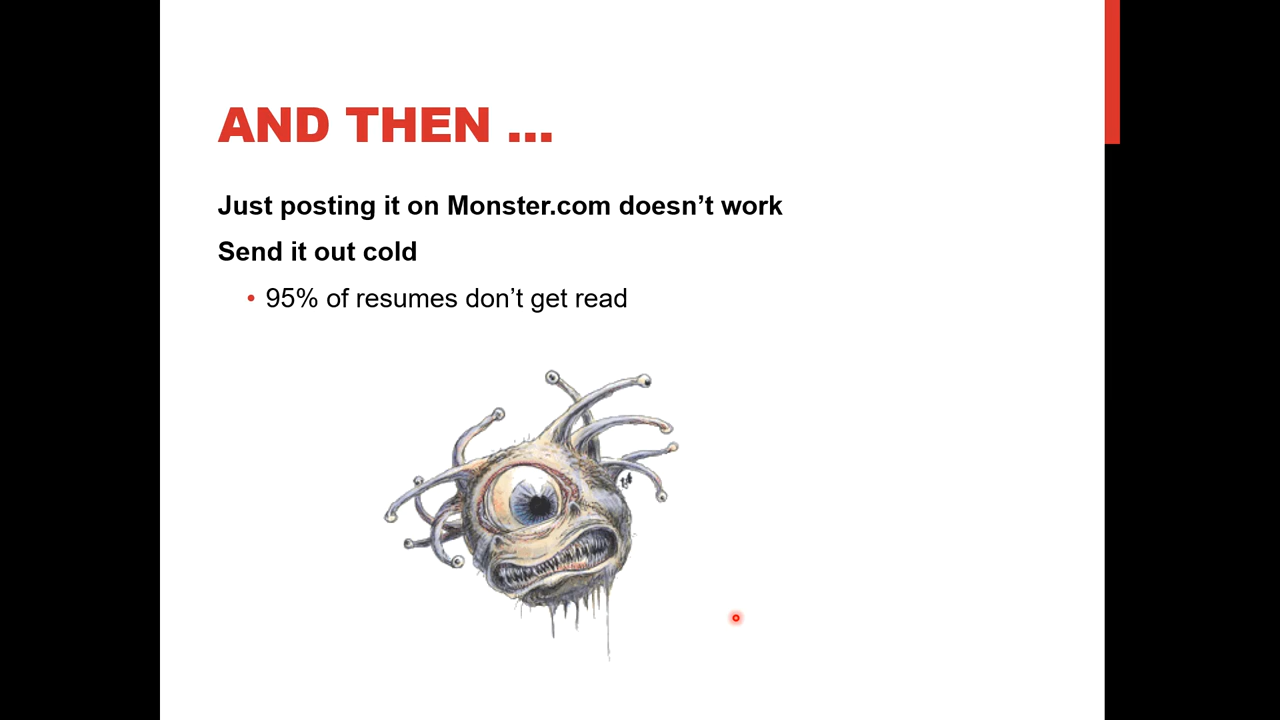 AND THEN ...
Just posting it on Monster.com doesn’t work
Send it out cold
• 95% of resumes don’t get read